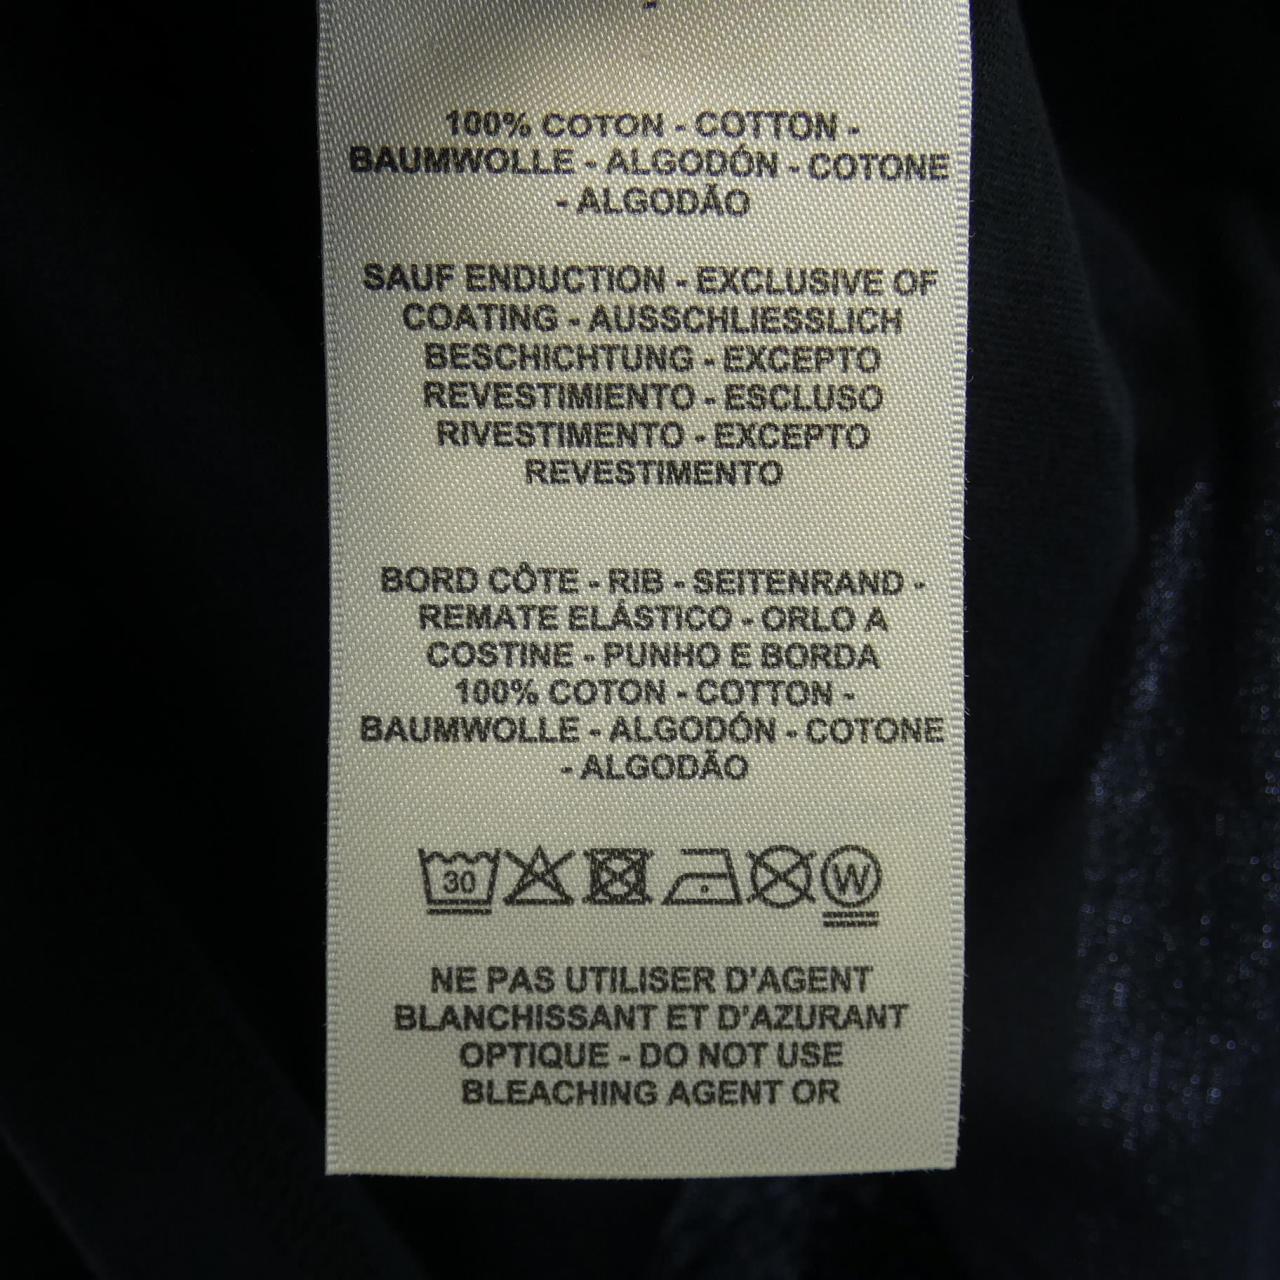 100% COTON - COTTON -
BAUMWOLLE - ALGODÓN - COTONE
- ALGODÃO
SAUF ENDUCTION - EXCLUSIVE OF
COATING - AUSSCHLIESSLICH
BESCHICHTUNG - EXCEPTO
REVESTIMIENTO - ESCLUSO
RIVESTIMENTO - EXCEPTO
REVESTIMENTO
BORD CÔTE - RIB - SEITENRAND -
REMATE ELÁSTICO - ORLO A
COSTINE - PUNHO E BORDA
100% COTON - COTTON -
BAUMWOLLE - ALGODÓN - COTONE
- ALGODÃO
30 W
NE PAS UTILISER D'AGENT
BLANCHISSANT ET D'AZURANT
OPTIQUE - DO NOT USE
BLEACHING AGENT OR